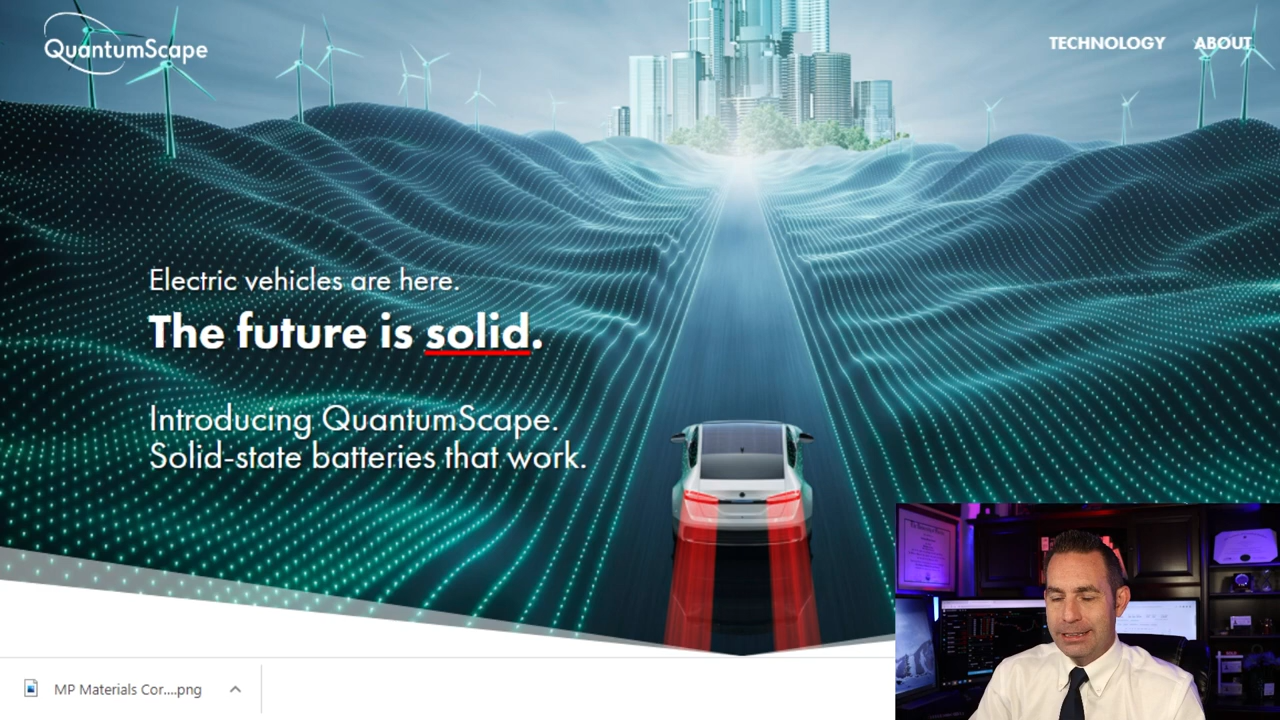 QuantumScape
TECHNOLOGY ABOUT
Electric vehicles are here.
The future is solid.
Introducing QuantumScape.
Solid-state batteries that work.
MP Materials Cor....png